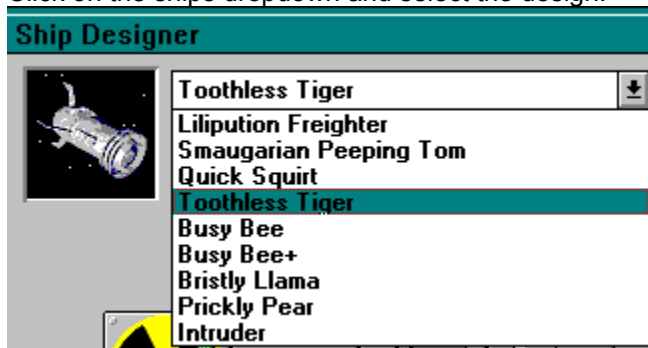 Click on the ships dropdown and select the design.
Ship Designer
Toothless Tiger
Lilipution Freighter
Smaugarian Peeping Tom
Quick Squirt
Toothless Tiger
Busy Bee
Busy Bee+
Bristly Llama
Prickly Pear
Intruder